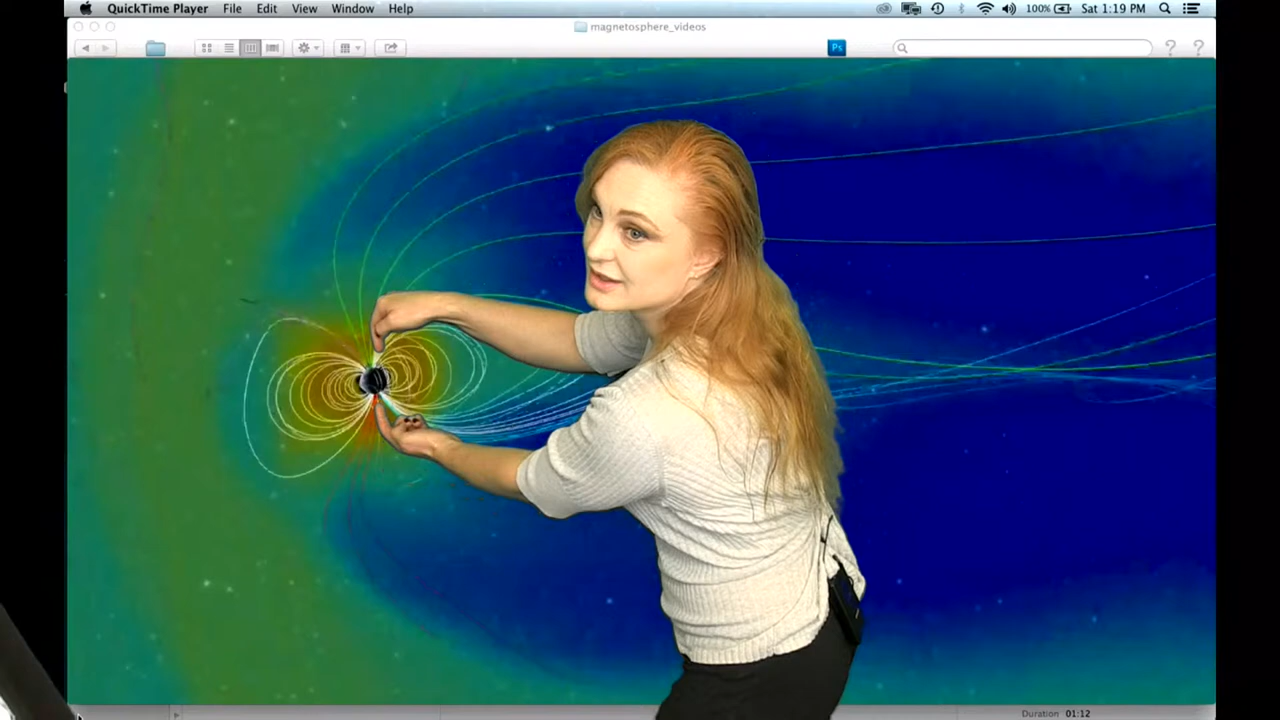 QuickTime Player File Edit View Window Help 100% Sat 1:19 PM
magnetosphere_videos
Ps ? ?
Duration 01:12